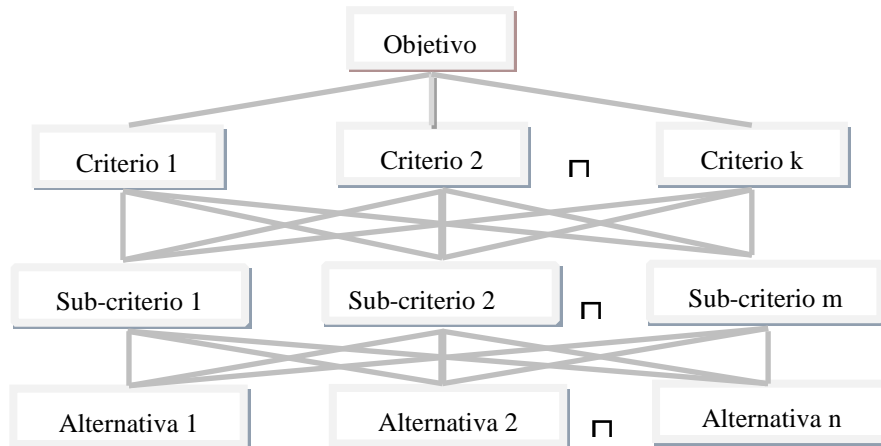 Objetivo
Criterio 1
Criterio 2
⊓
Criterio k
Sub-criterio 1
Sub-criterio 2
⊓
Sub-criterio m
Alternativa 1
Alternativa 2
⊓
Alternativa n